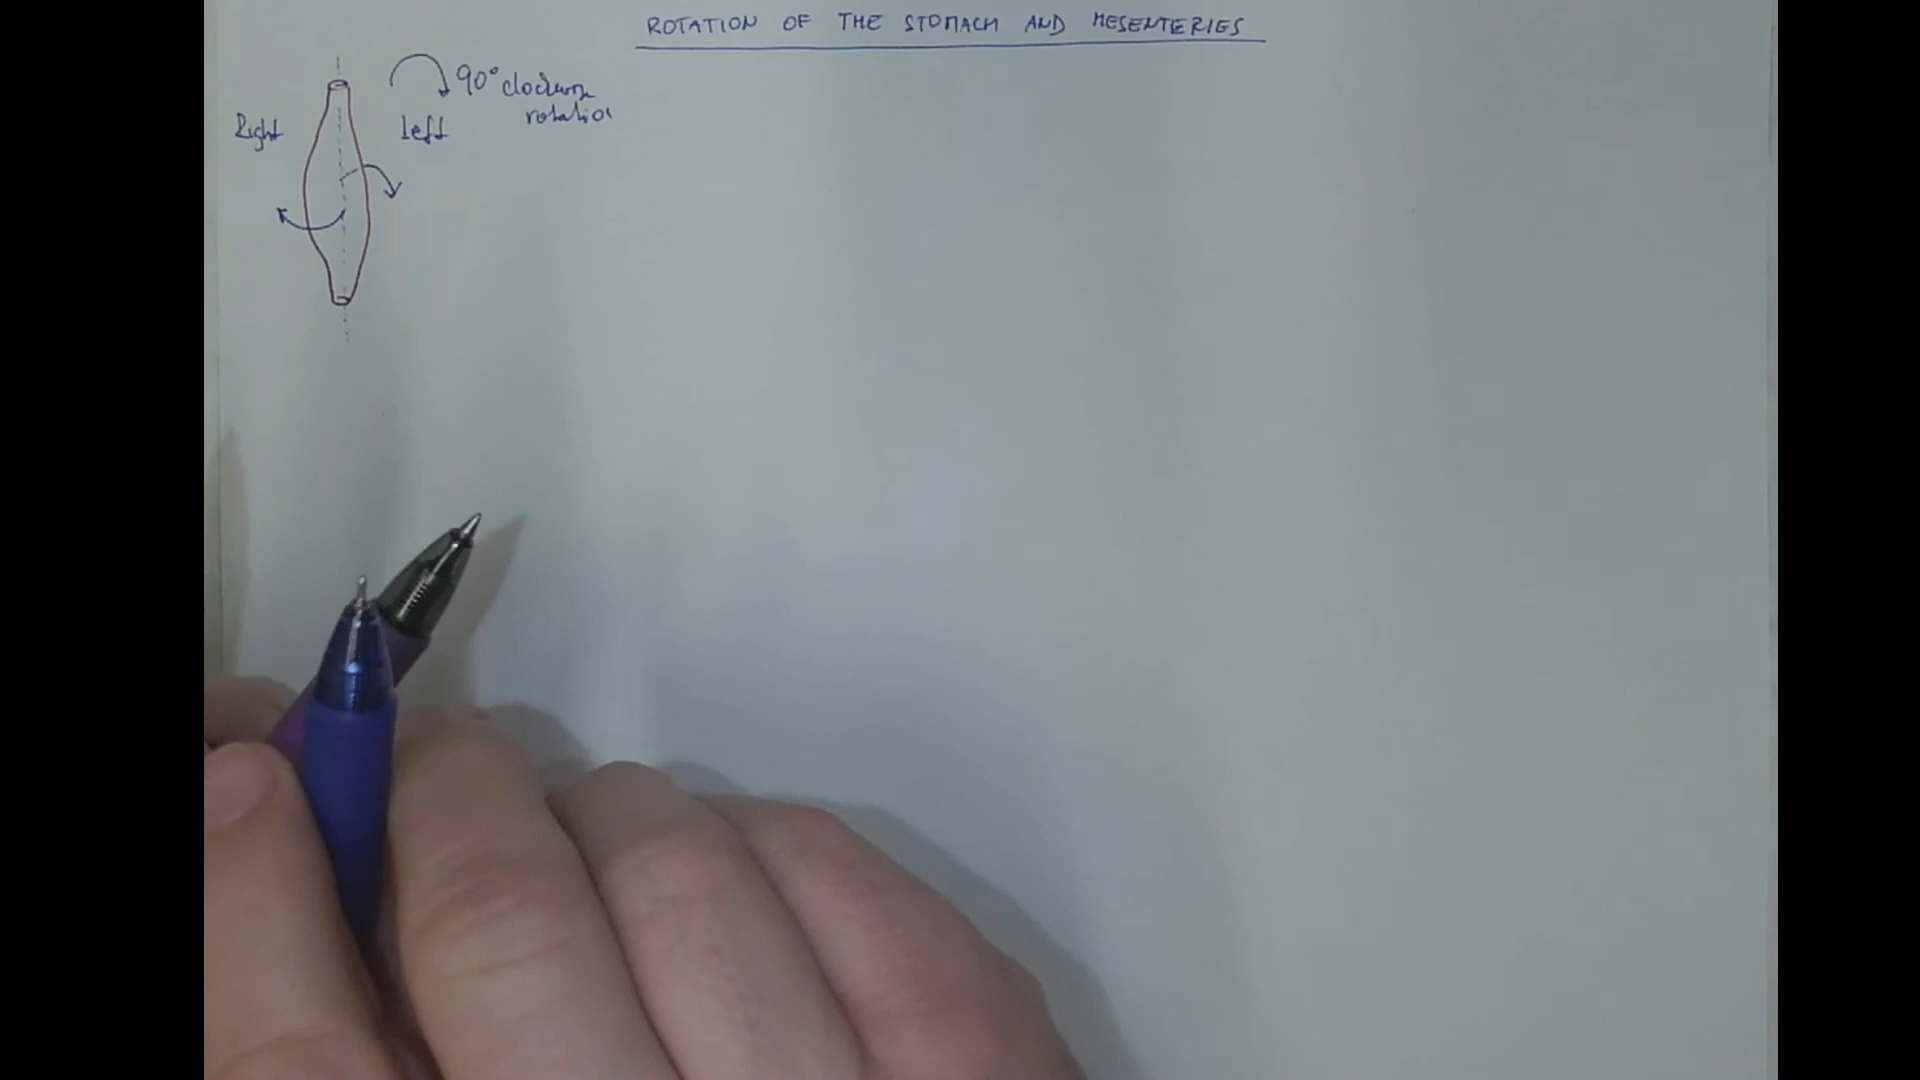 ROTATION OF THE STOMACH AND MESENTERIES
90° clockwise
rotation
Right
left